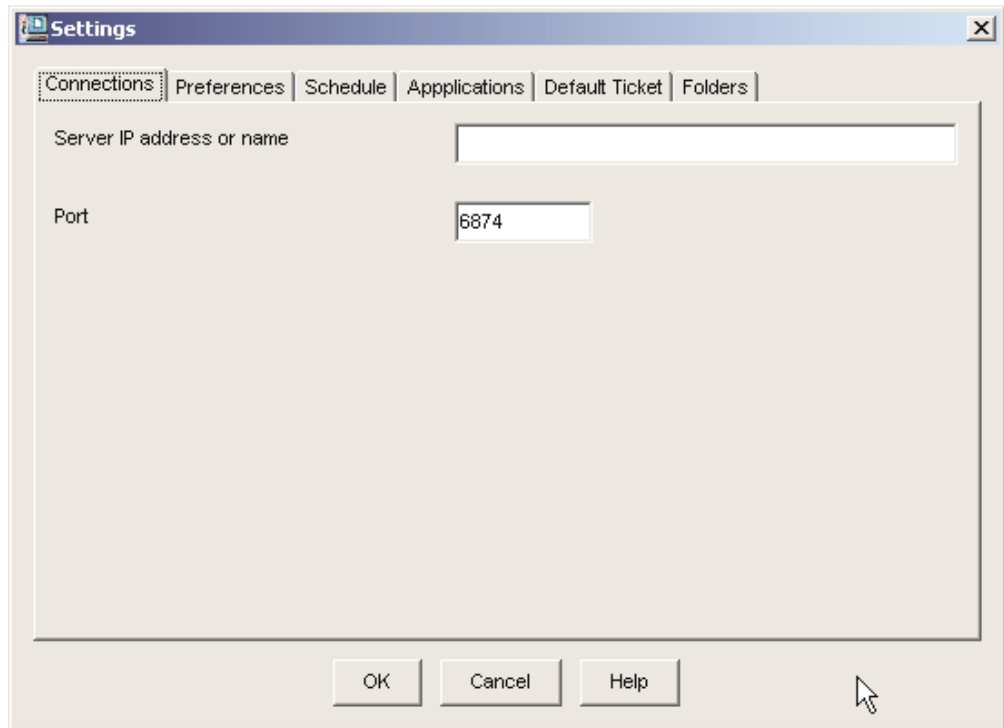 Settings
Connections Preferences Schedule Appplications Default Ticket Folders
Server IP address or name
Port 6874
OK Cancel Help